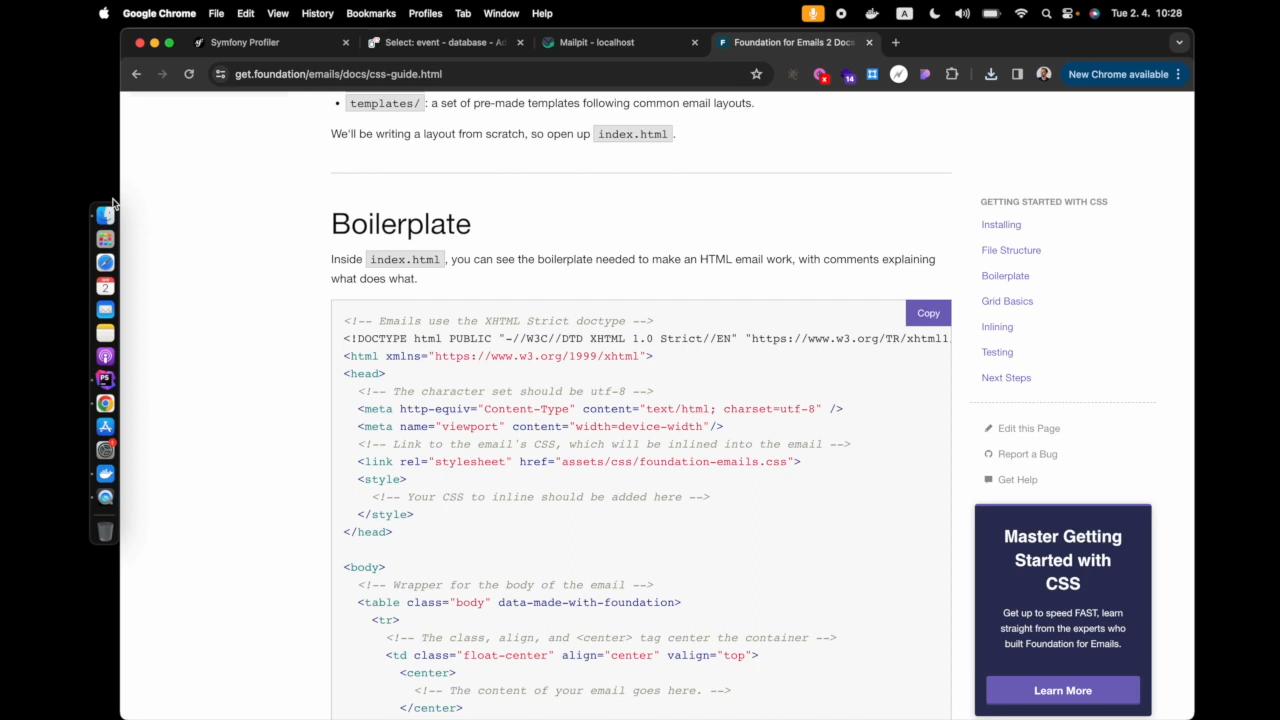 Google Chrome File Edit View History Bookmarks Profiles Tab Window Help A Tue 2. 4. 10:28
Symfony Profiler Select: event - database - Ad Mailpit - localhost Foundation for Emails 2 Docs
get.foundation/emails/docs/css-guide.html 14 New Chrome available
• templates/ : a set of pre-made templates following common email layouts.
We'll be writing a layout from scratch, so open up index.html .
Boilerplate
Inside index.html , you can see the boilerplate needed to make an HTML email work, with comments explaining
what does what.
Copy
<!-- Emails use the XHTML Strict doctype -->
<!DOCTYPE html PUBLIC "-//W3C//DTD XHTML 1.0 Strict//EN" "https://www.w3.org/TR/xhtml1
<html xmlns="https://www.w3.org/1999/xhtml">
<head>
<!-- The character set should be utf-8 -->
<meta http-equiv="Content-Type" content="text/html; charset=utf-8" />
<meta name="viewport" content="width=device-width"/>
<!-- Link to the email's CSS, which will be inlined into the email -->
<link rel="stylesheet" href="assets/css/foundation-emails.css">
<style>
<!-- Your CSS to inline should be added here -->
</style>
</head>
<body>
<!-- Wrapper for the body of the email -->
<table class="body" data-made-with-foundation>
<tr>
<!-- The class, align, and <center> tag center the container -->
<td class="float-center" align="center" valign="top">
<center>
<!-- The content of your email goes here. -->
</center>
GETTING STARTED WITH CSS
Installing
File Structure
Boilerplate
Grid Basics
Inlining
Testing
Next Steps
Edit this Page
Report a Bug
Get Help
Master Getting
Started with
CSS
Get up to speed FAST, learn
straight from the experts who
built Foundation for Emails.
Learn More
2
PS
1